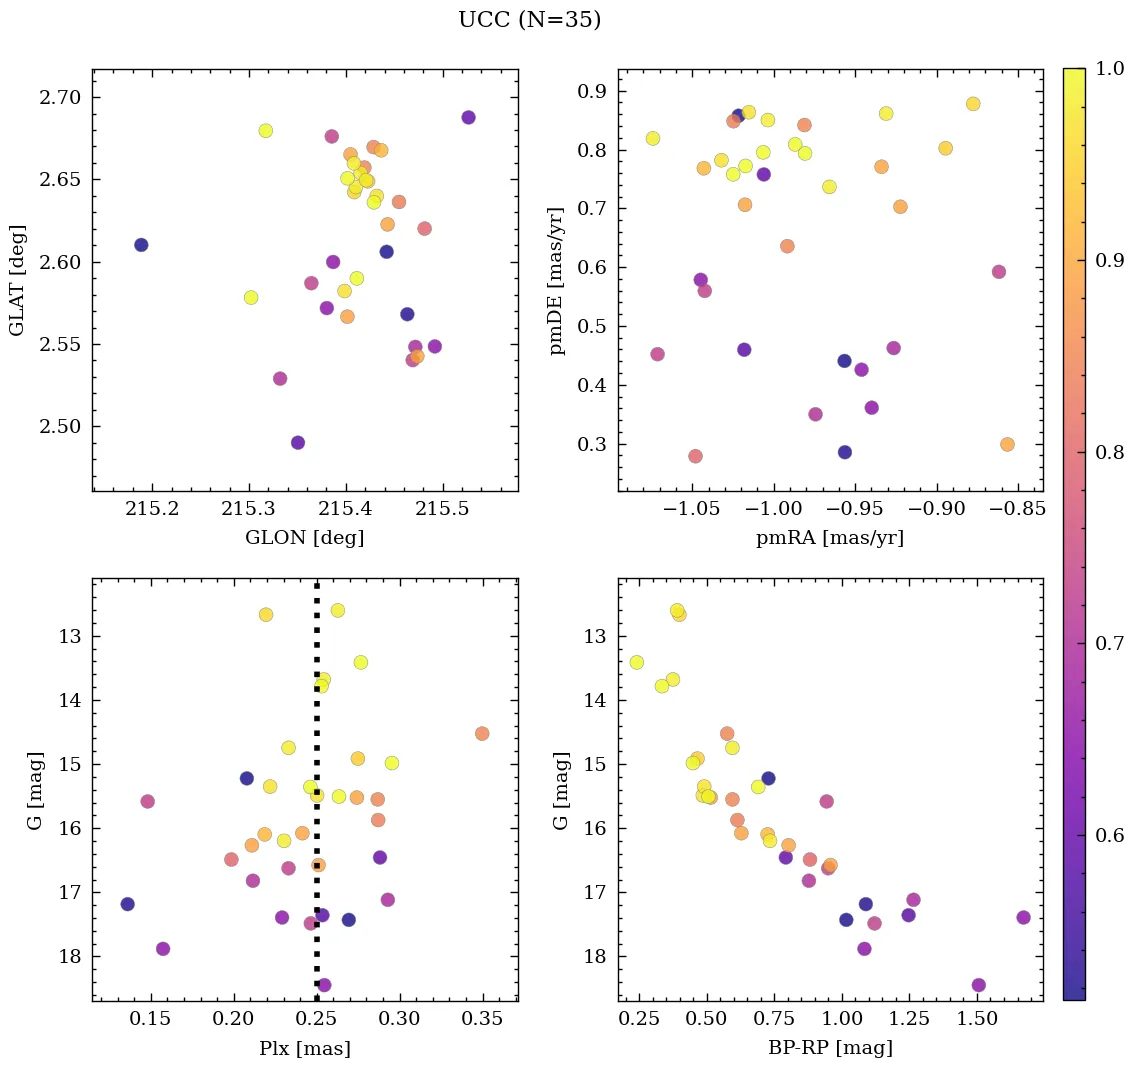 UCC (N=35)
2.70
2.65
2.60
2.55
2.50
GLAT [deg]
215.2 215.3 215.4 215.5
GLON [deg]
0.9
0.8
0.7
0.6
0.5
0.4
0.3
pmDE [mas/yr]
−1.05 −1.00 −0.95 −0.90 −0.85
pmRA [mas/yr]
13
14
15
16
17
18
G [mag]
0.15 0.20 0.25 0.30 0.35
Plx [mas]
13
14
15
16
17
18
G [mag]
0.25 0.50 0.75 1.00 1.25 1.50
BP-RP [mag]
1.0
0.9
0.8
0.7
0.6